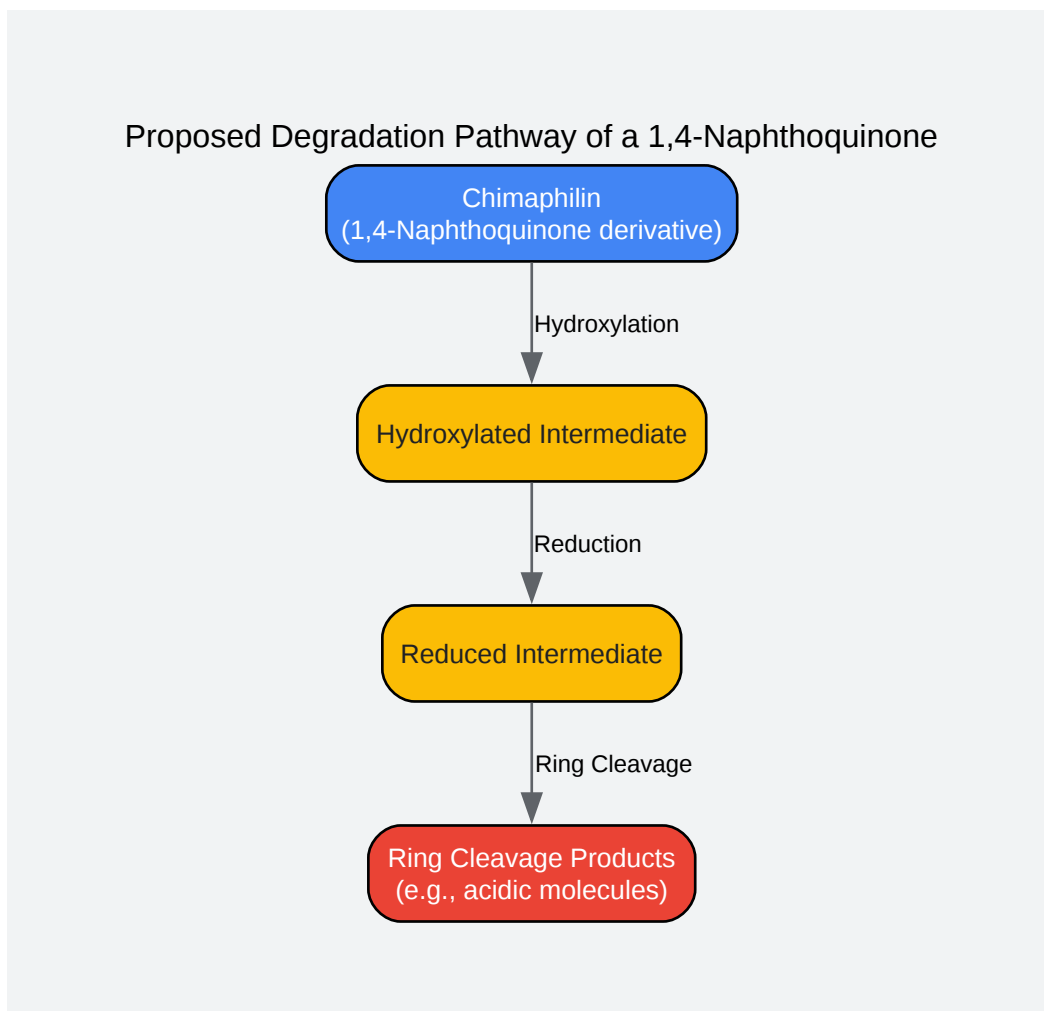 Proposed Degradation Pathway of a 1,4-Naphthoquinone
Chimaphilin
(1,4-Naphthoquinone derivative)
Hydroxylation
Hydroxylated Intermediate
Reduction
Reduced Intermediate
Ring Cleavage
Ring Cleavage Products
(e.g., acidic molecules)